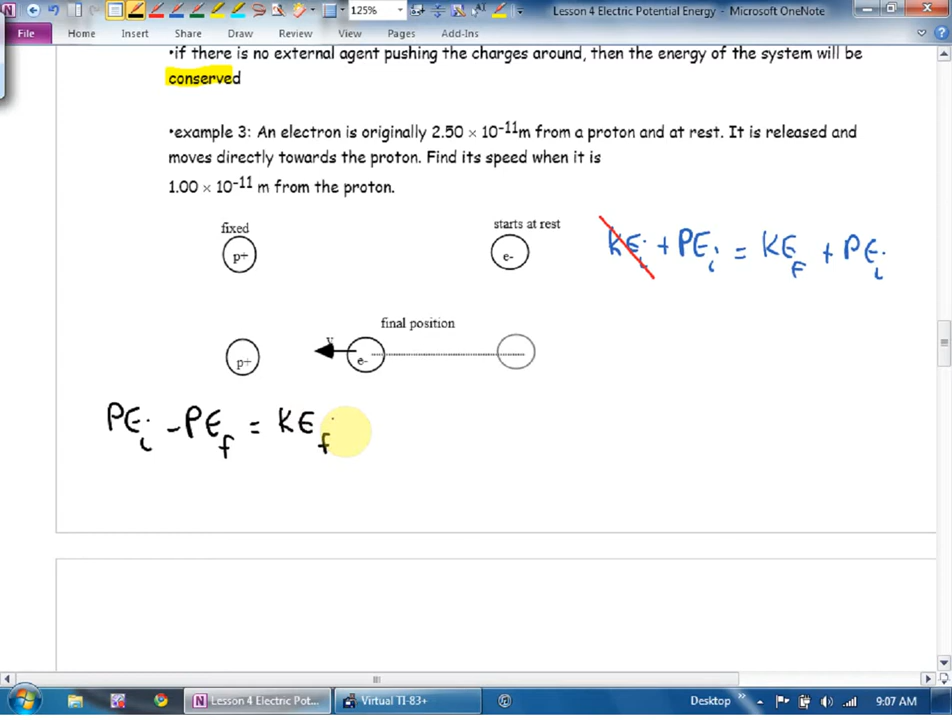 Lesson 4 Electric Potential Energy - Microsoft OneNote
125%
File Home Insert Share Draw Review View Pages Add-Ins
•if there is no external agent pushing the charges around, then the energy of the system will be
conserved
•example 3: An electron is originally 2.50 × 10⁻¹¹m from a proton and at rest. It is released and
moves directly towards the proton. Find its speed when it is
1.00 × 10⁻¹¹ m from the proton.
fixed
starts at rest
p+
e-
KEi + PEi = KEF + PEi
final position
v
p+
e-
PEi - PEf = KEf
Lesson 4 Electric Pot...
Virtual TI-83+
Desktop
9:07 AM